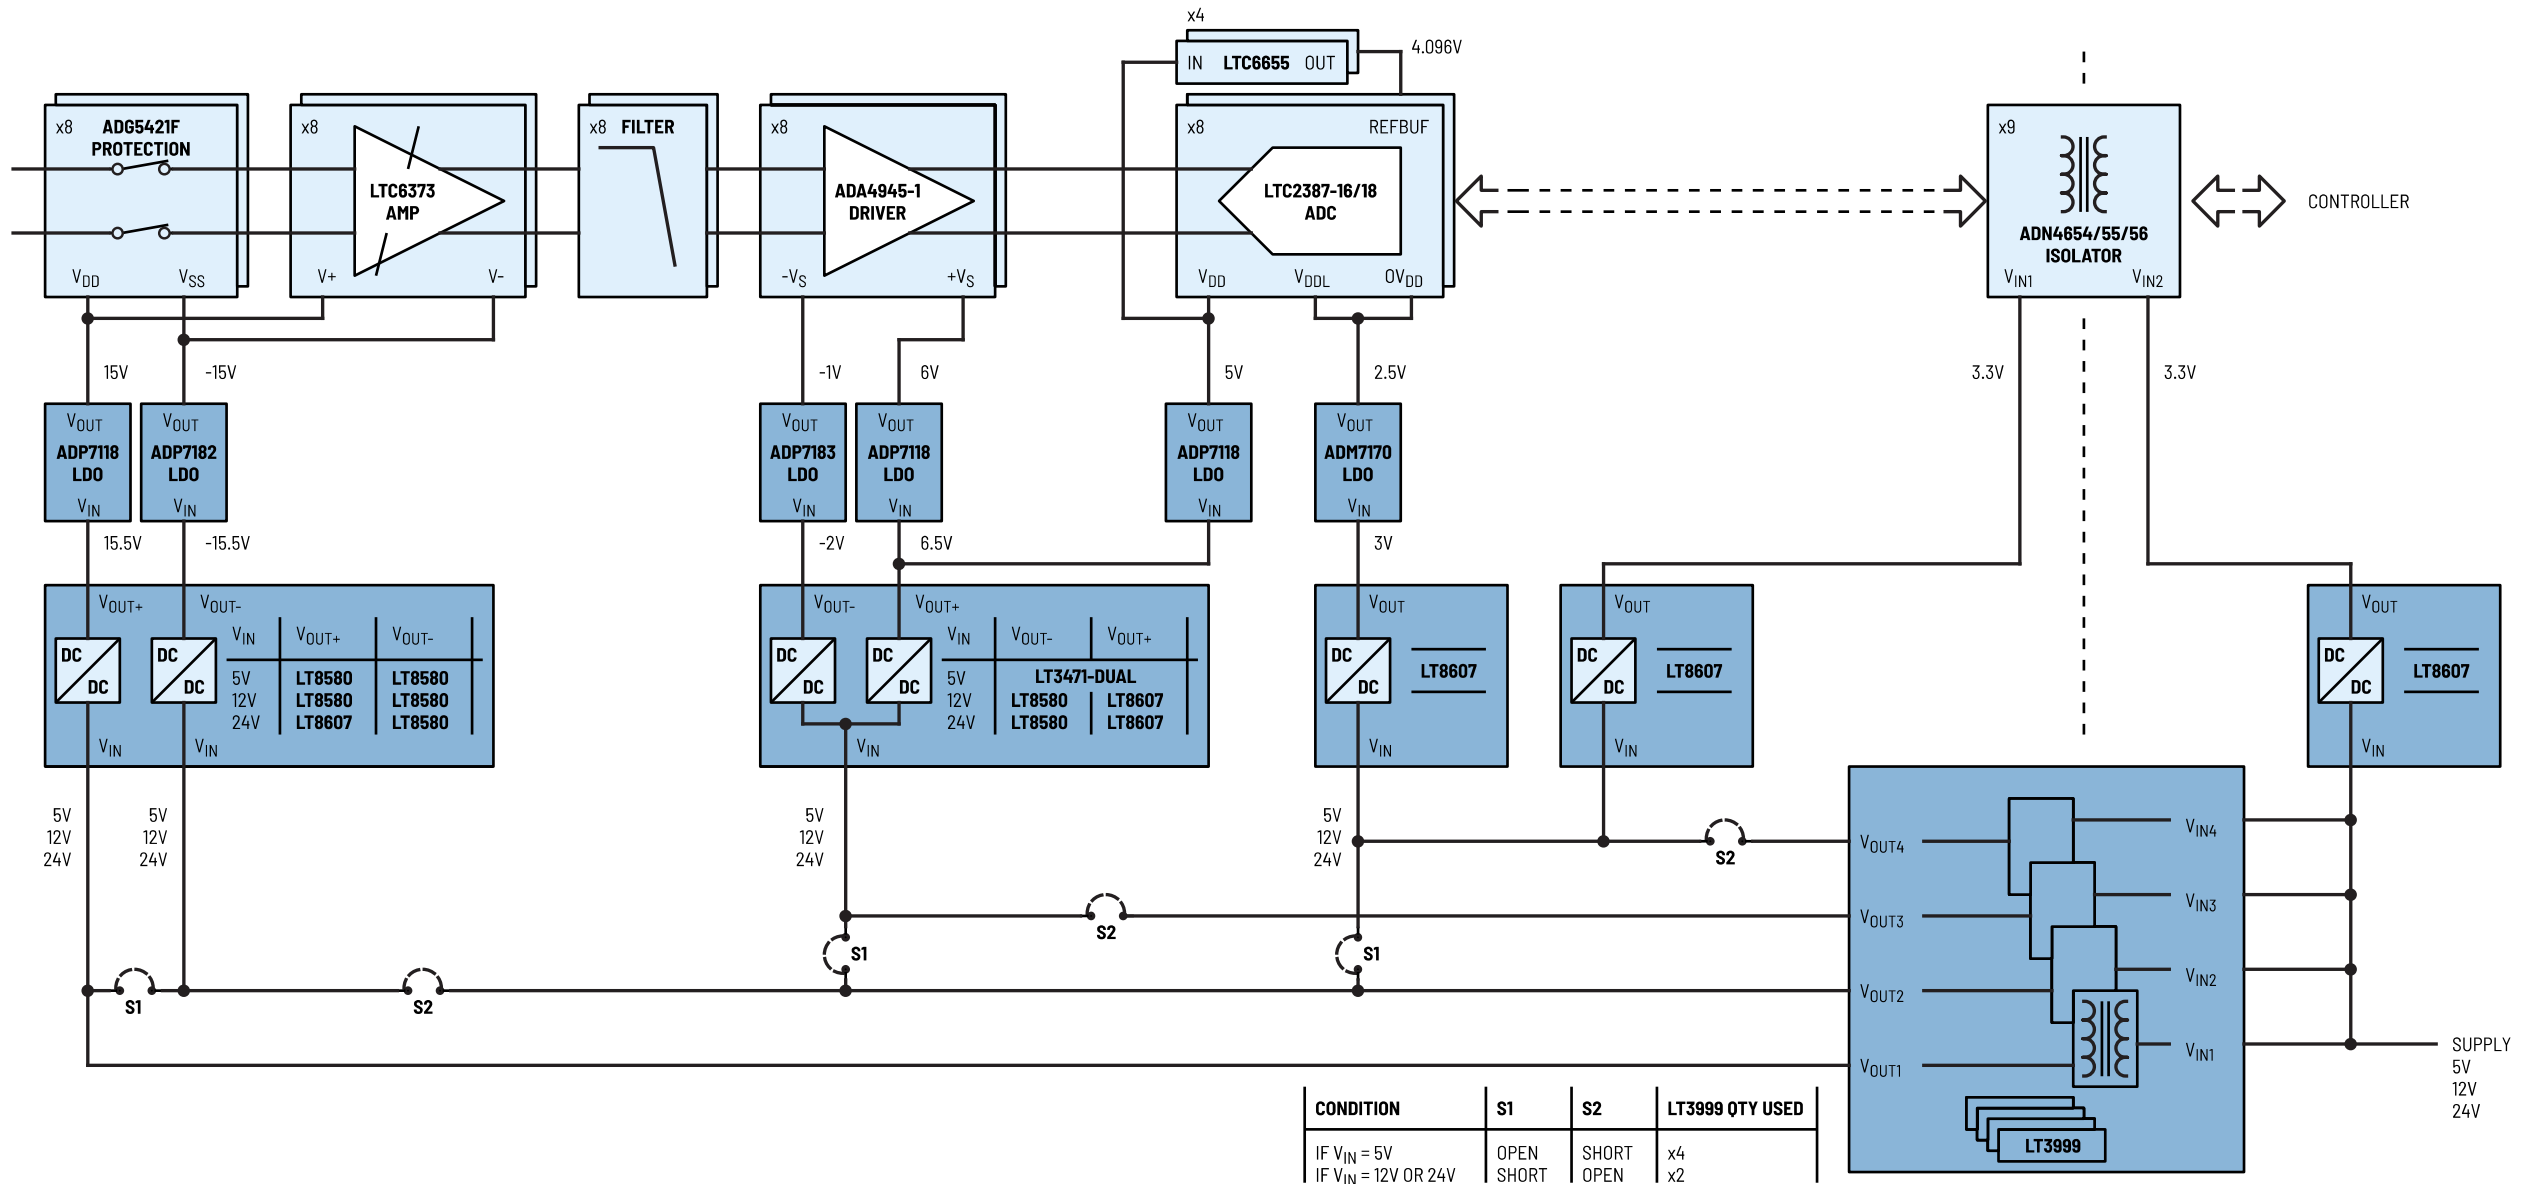 x4
IN LTC6655 OUT
4.096V
x8 ADG5421F
PROTECTION
VDD VSS
x8
LTC6373
AMP
V+ V-
x8 FILTER
x8
ADA4945-1
DRIVER
-VS +VS
x8 REFBUF
LTC2387-16/18
ADC
VDD VDDL OVDD
x9
ADN4654/55/56
ISOLATOR
VIN1 VIN2
CONTROLLER
15V -15V -1V 6V 5V 2.5V 3.3V 3.3V
VOUT
ADP7118
LDO
VIN
VOUT
ADP7182
LDO
VIN
VOUT
ADP7183
LDO
VIN
VOUT
ADP7118
LDO
VIN
VOUT
ADP7118
LDO
VIN
VOUT
ADM7170
LDO
VIN
15.5V -15.5V -2V 6.5V 3V
VOUT+ VOUT-
DC
DC
DC
DC
VIN VOUT+ VOUT-
5V LT8580 LT8580
12V LT8580 LT8580
24V LT8607 LT8580
VIN VIN
VOUT- VOUT+
DC
DC
DC
DC
VIN VOUT- VOUT+
5V LT3471-DUAL
12V LT8580 LT8607
24V LT8580 LT8607
VIN
VOUT
DC
DC
LT8607
VIN
VOUT
DC
DC
LT8607
VIN
VOUT
DC
DC
LT8607
VIN
5V
12V
24V
5V
12V
24V
5V
12V
24V
5V
12V
24V
S2
S2
S1
S1
S1
S2
VOUT4 VIN4
VOUT3 VIN3
VOUT2 VIN2
VOUT1 VIN1
LT3999
SUPPLY
5V
12V
24V
CONDITION S1 S2 LT3999 QTY USED
IF VIN = 5V OPEN SHORT x4
IF VIN = 12V OR 24V SHORT OPEN x2